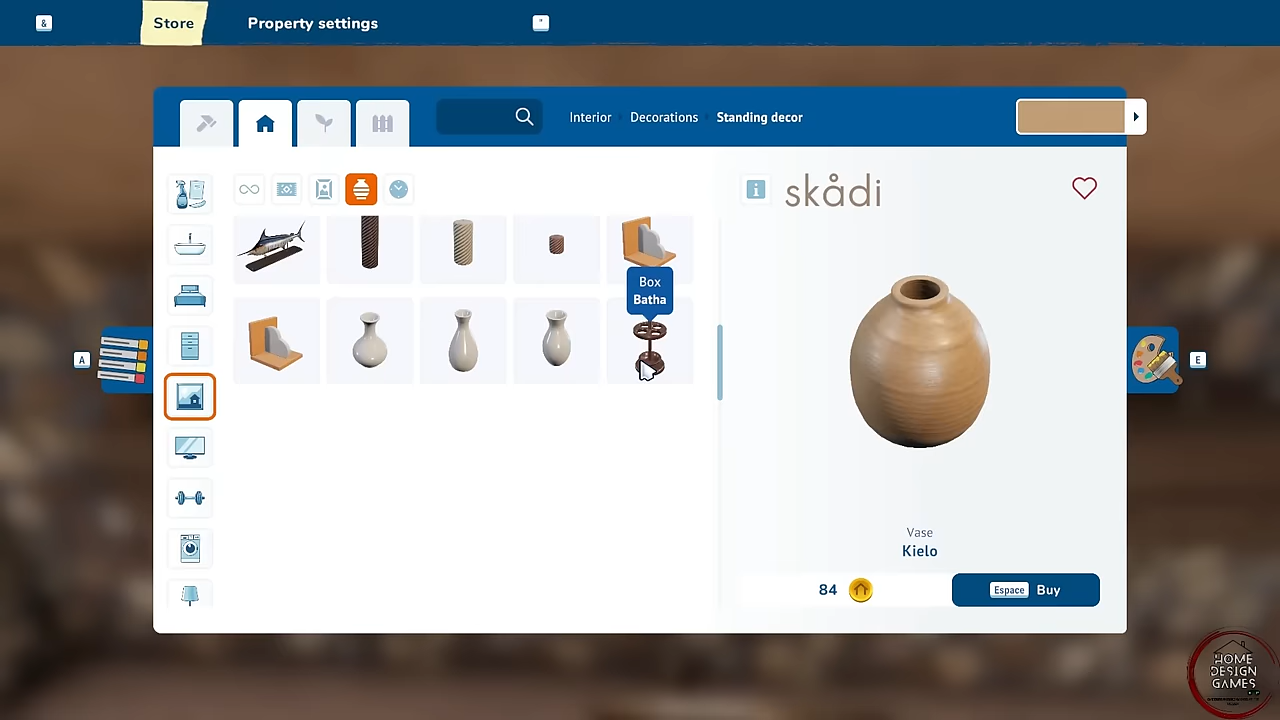 &
Store
Property settings
"
Interior
Decorations
Standing decor
skådi
Box
Batha
A
E
Vase
Kielo
84
Espace
Buy
HOME
DESIGN
GAMES